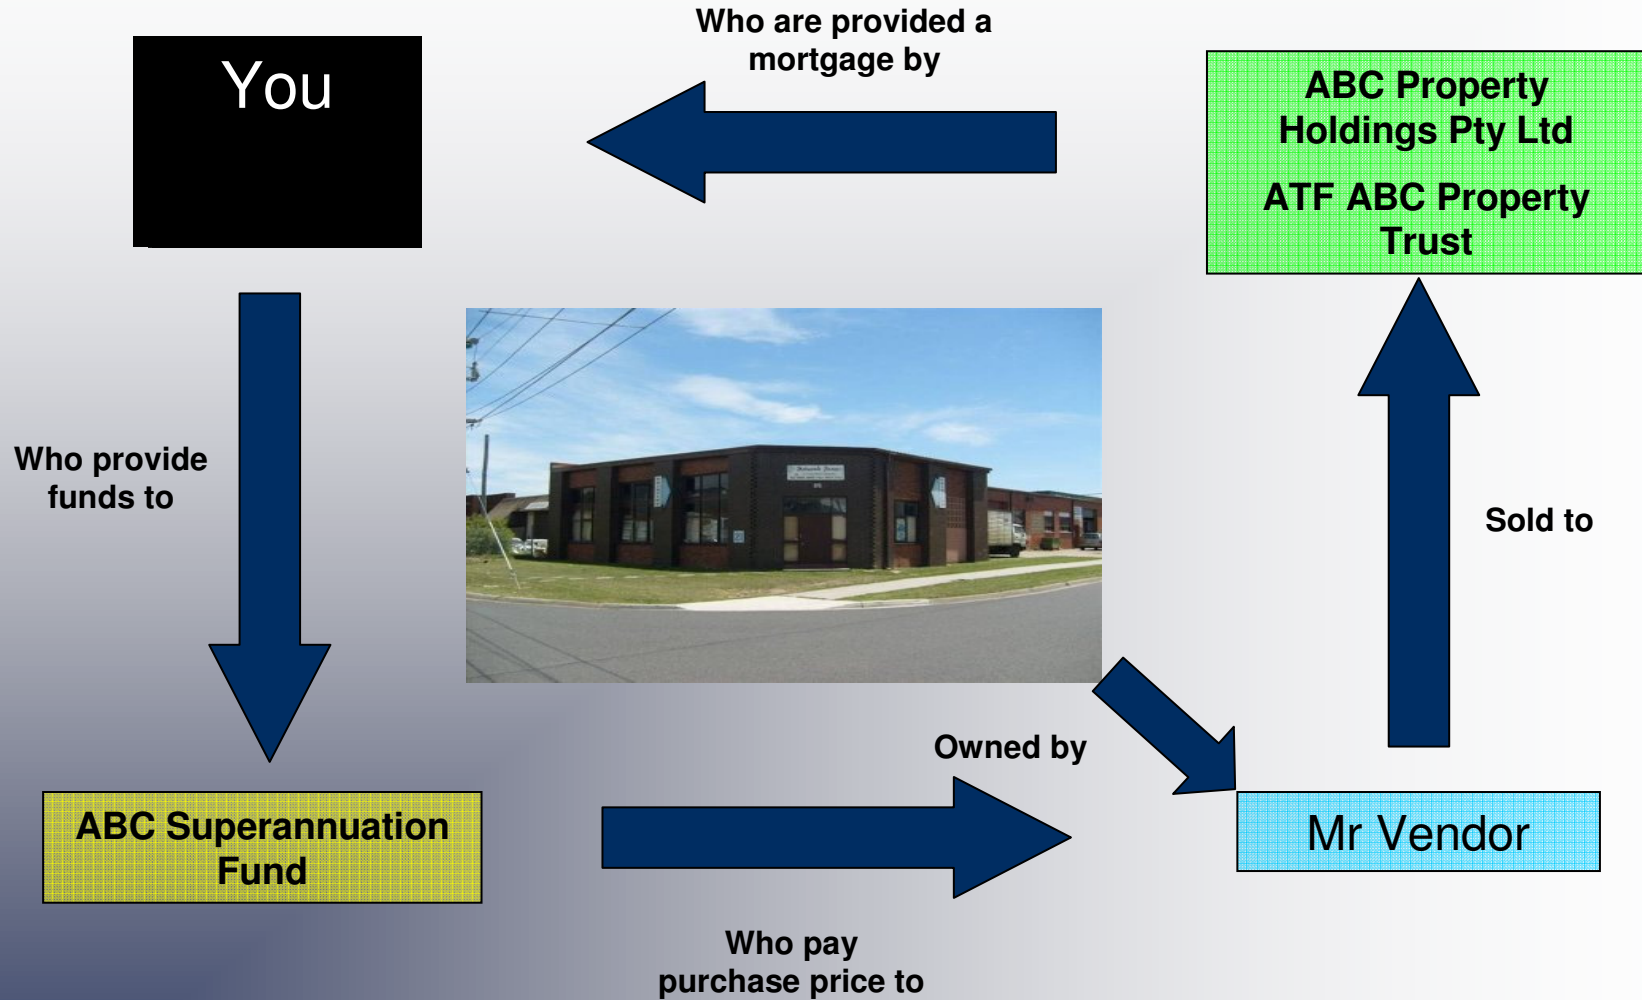 Who are provided a
mortgage by
You
ABC Property
Holdings Pty Ltd
ATF ABC Property
Trust
Who provide
funds to
Sold to
Owned by
ABC Superannuation
Fund
Mr Vendor
Who pay
purchase price to